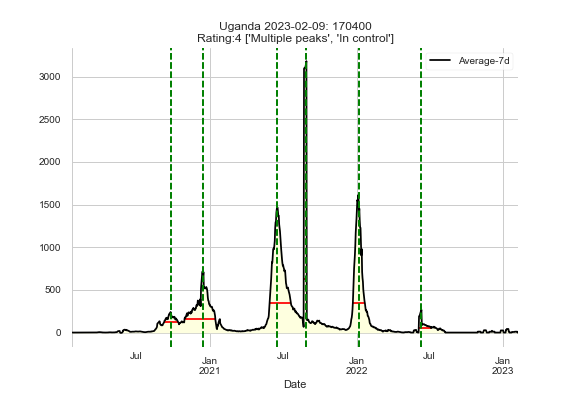 Uganda 2023-02-09: 170400
Rating:4 ['Multiple peaks', 'In control']
Average-7d
3000
2500
2000
1500
1000
500
0
Jul
Jan
2021
Jul
Jan
2022
Jul
Jan
2023
Date